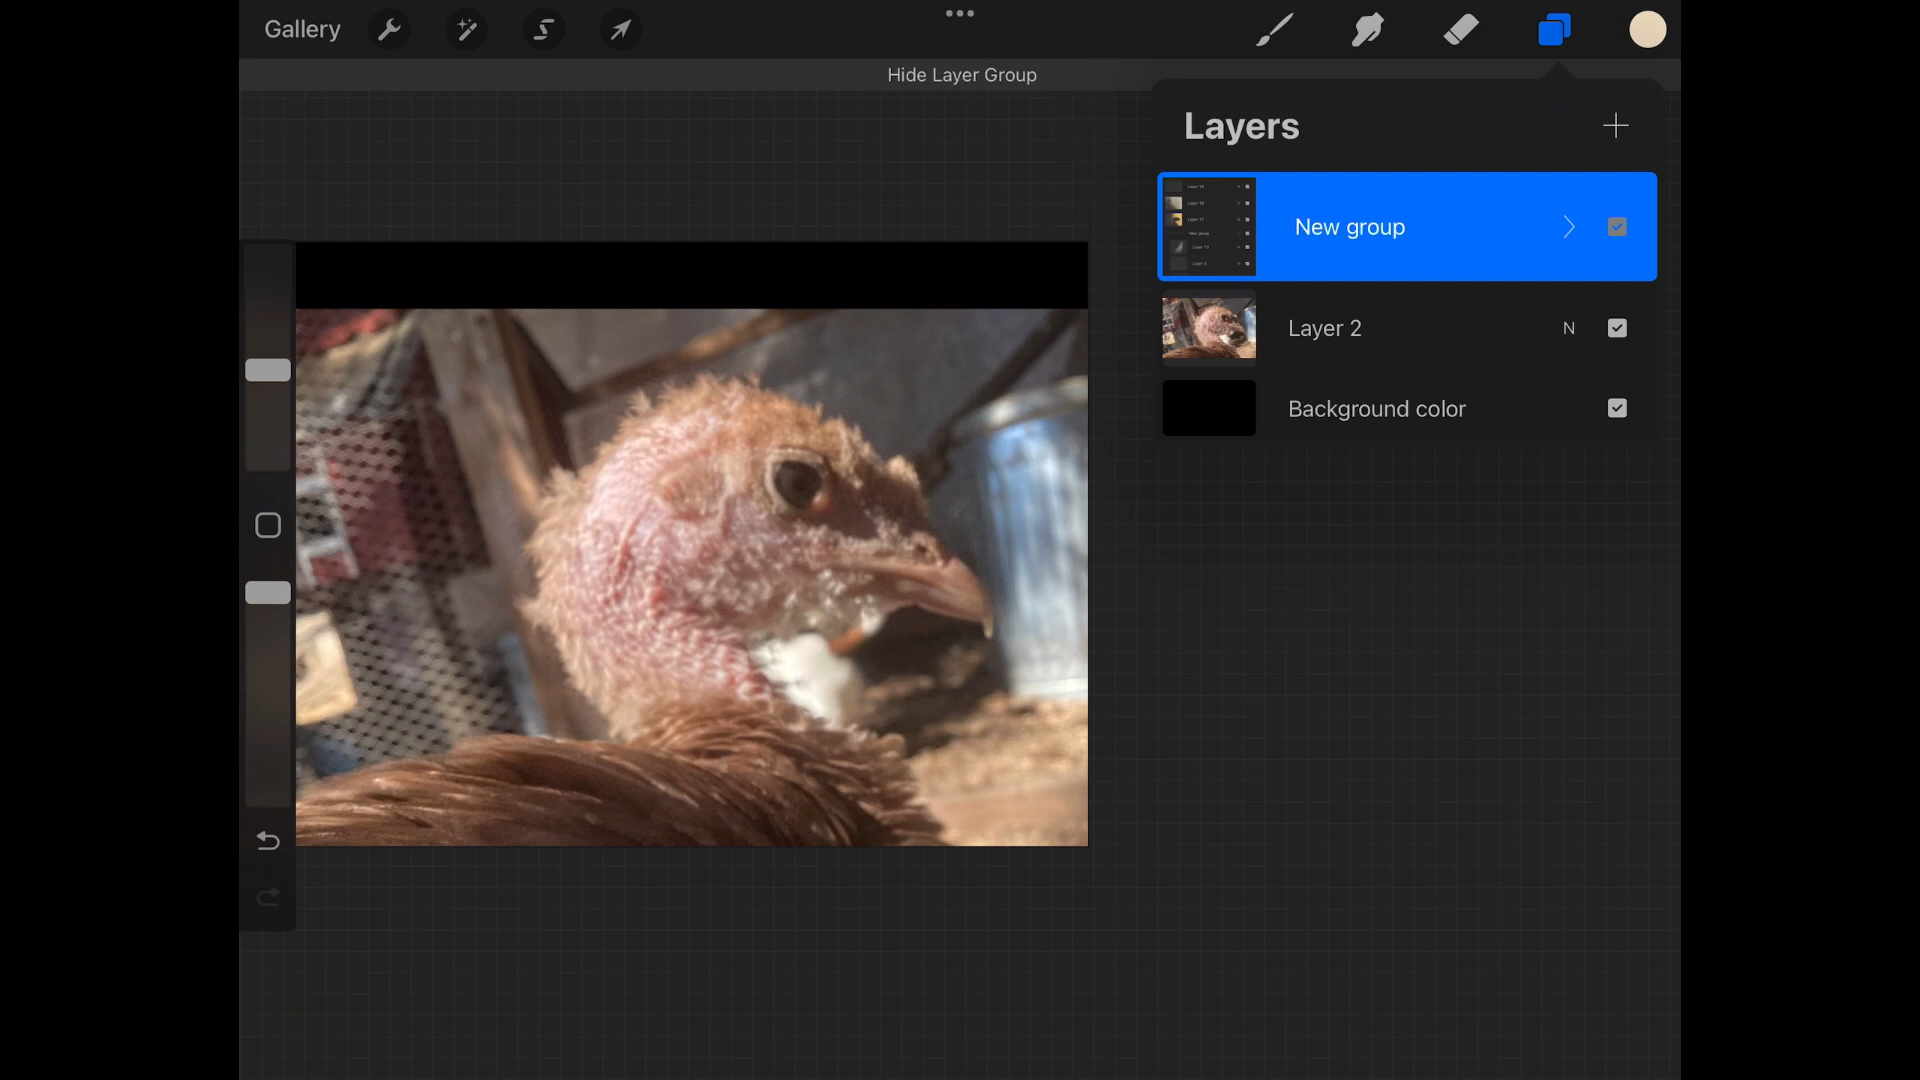 Gallery
Hide Layer Group
Layers
New group
Layer 2 N
Background color